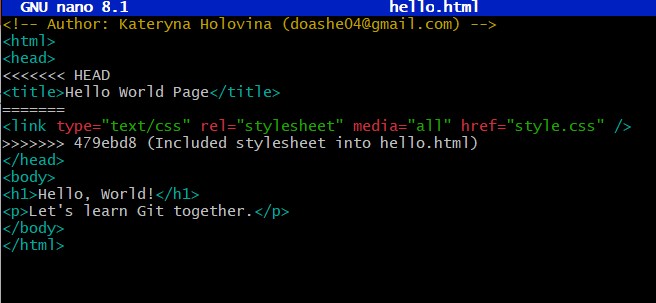 GNU nano 8.1 hello.html
<!-- Author: Kateryna Holovina (doashe04@gmail.com) -->
<html>
<head>
<<<<<<< HEAD
<title>Hello World Page</title>
=======
<link type="text/css" rel="stylesheet" media="all" href="style.css" />
>>>>>>> 479ebd8 (Included stylesheet into hello.html)
</head>
<body>
<h1>Hello, World!</h1>
<p>Let's learn Git together.</p>
</body>
</html>